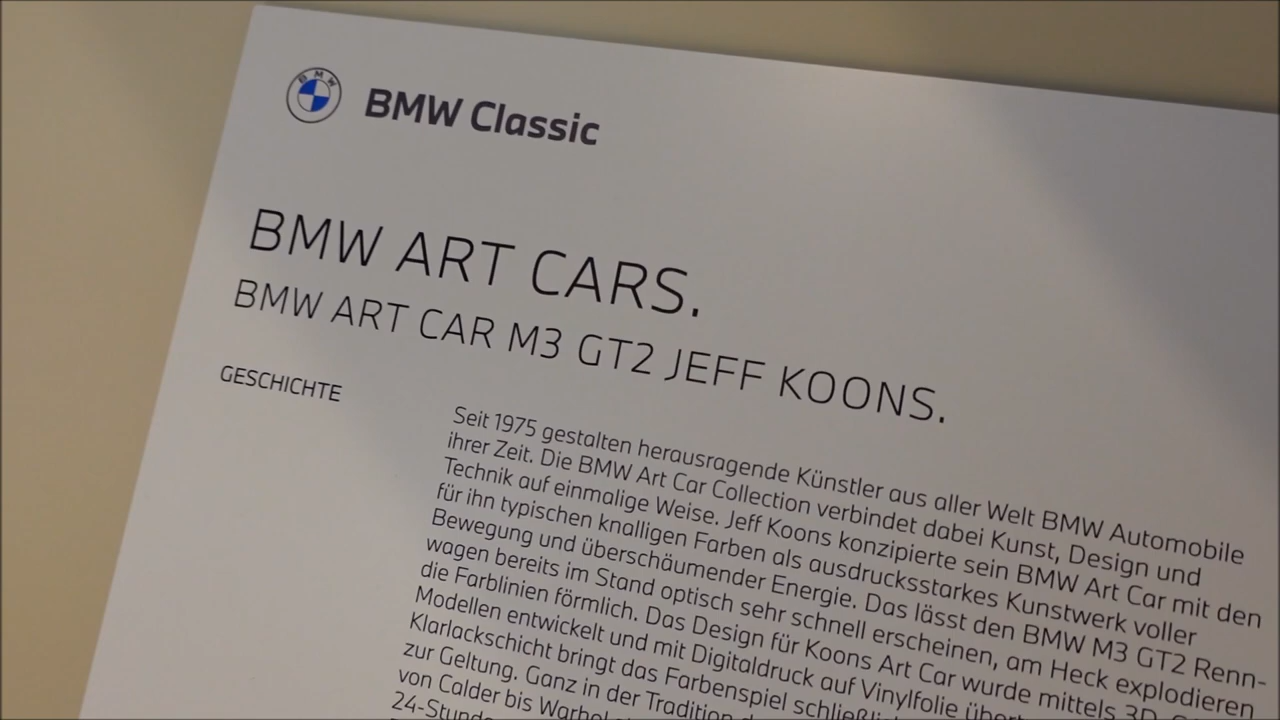 BMW
BMW Classic
BMW ART CARS.
BMW ART CAR M3 GT2 JEFF KOONS.
GESCHICHTE
Seit 1975 gestalten herausragende Künstler aus aller Welt BMW Automobile
ihrer Zeit. Die BMW Art Car Collection verbindet dabei Kunst, Design und
Technik auf einmalige Weise. Jeff Koons konzipierte sein BMW Art Car mit den
für ihn typischen knalligen Farben als ausdrucksstarkes Kunstwerk voller
Bewegung und überschäumender Energie. Das lässt den BMW M3 GT2 Renn-
wagen bereits im Stand optisch sehr schnell erscheinen, am Heck explodieren
die Farblinien förmlich. Das Design für Koons Art Car wurde mittels 3D
Modellen entwickelt und mit Digitaldruck auf Vinylfolie
Klarlackschicht bringt das Farbenspiel
zur Geltung. Ganz in der Tradition
von Calder bis Warhol